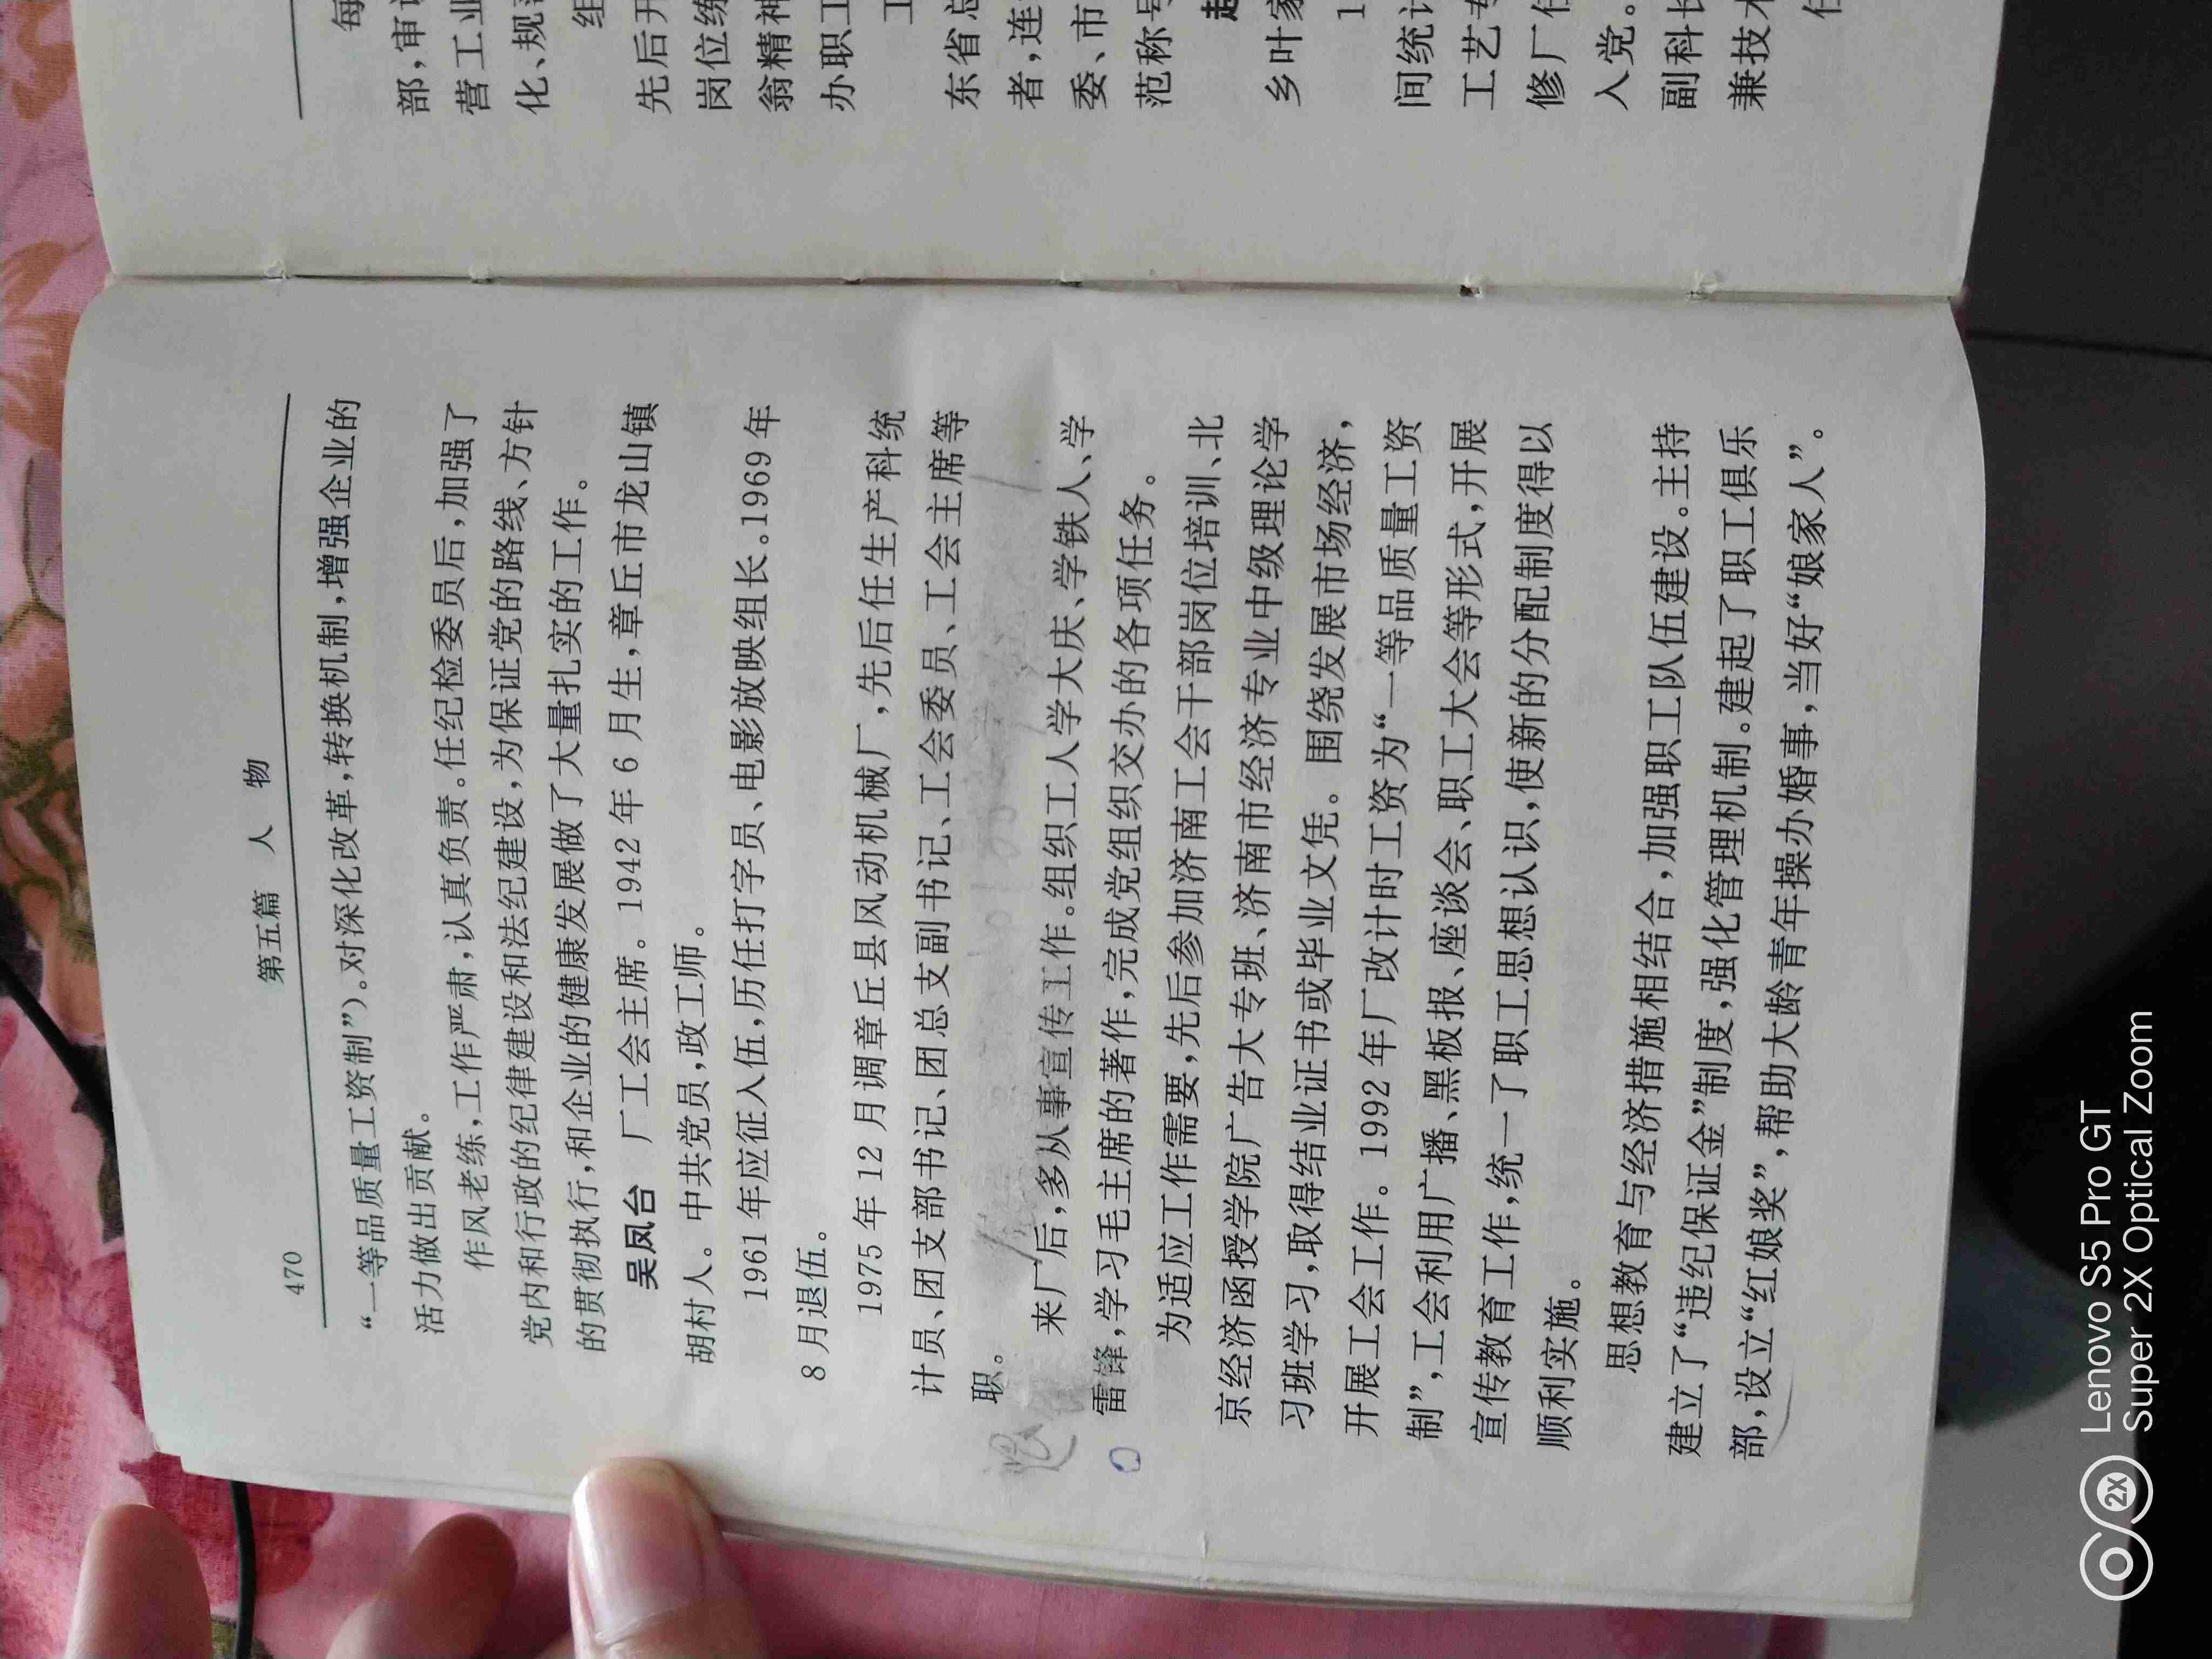 470
第五篇 人 物
“一等品质量工资制”)。对深化改革,转换机制,增强企业的
活力做出贡献。
作风老练,工作严肃,认真负责。任纪检委员后,加强了
党内和行政的纪律建设和法纪建设,为保证党的路线、方针
的贯彻执行,和企业的健康发展做了大量扎实的工作。
吴凤台 厂工会主席。1942年6月生,章丘市龙山镇
胡村人。中共党员,政工师。
1961年应征入伍,历任打字员、电影放映组长。1969年
8月退伍。
1975年12月调章丘县风动机械厂,先后任生产科统
计员、团支部书记、团总支副书记、工会委员、工会主席等
职。
来厂后,多从事宣传工作。组织工人学大庆、学铁人、学
雷锋,学习毛主席的著作,完成党组织交办的各项任务。
为适应工作需要,先后参加济南工会干部岗位培训、北
京经济函授学院广告大专班、济南市经济专业中级理论学
习班学习,取得结业证书或毕业文凭。围绕发展市场经济,
开展工会工作。1992年厂改计时工资为“一等品质量工资
制”,工会利用广播、黑板报、座谈会、职工大会等形式,开展
宣传教育工作,统一了职工思想认识,使新的分配制度得以
顺利实施。
思想教育与经济措施相结合,加强职工队伍建设。主持
建立了“违纪保证金”制度,强化管理机制。建起了职工俱乐
部,设立“红娘奖”,帮助大龄青年操办婚事,当好“娘家人”。
每
部,审
营工业
化、规
组
先后开
岗位练
翁精神
办职工
工
东省总
者,连
委、市
范称号
赵
乡叶家
1
间统计
工艺专
修厂任
入党。
副科长
兼技术
任
2X
Lenovo S5 Pro GT
Super 2X Optical Zoom